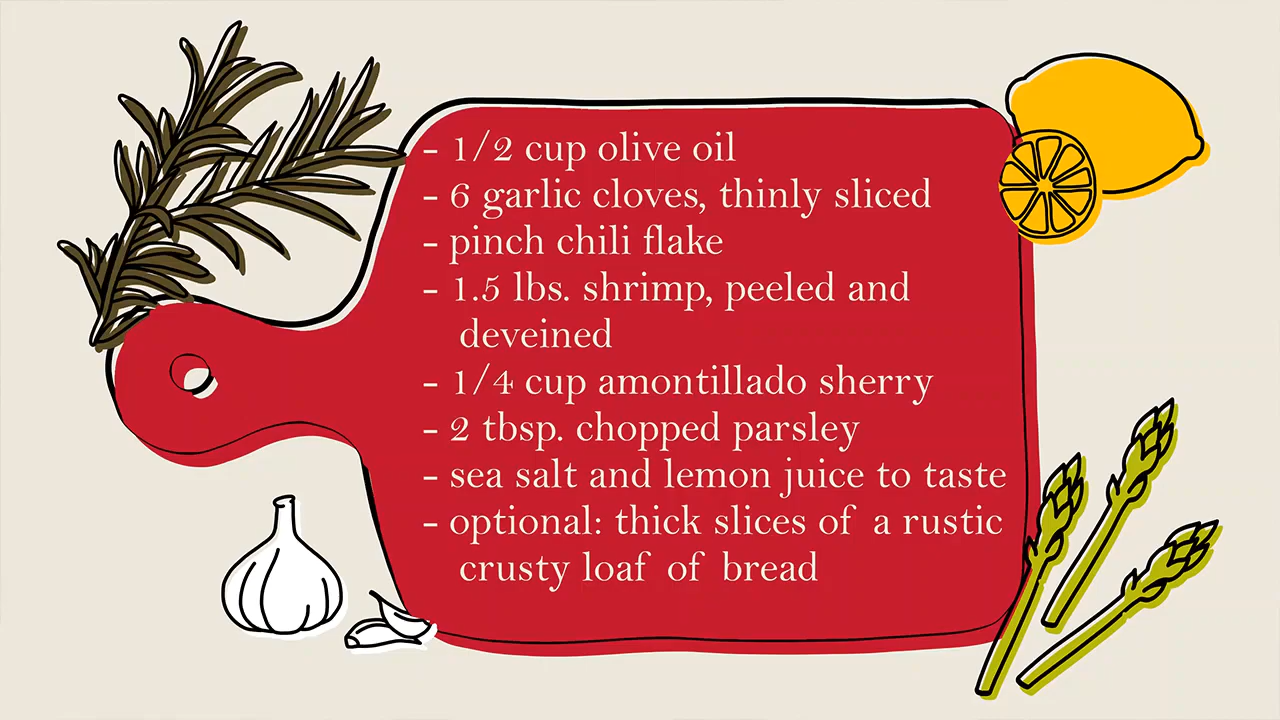 - 1/2 cup olive oil
- 6 garlic cloves, thinly sliced
- pinch chili flake
- 1.5 lbs. shrimp, peeled and
deveined
- 1/4 cup amontillado sherry
- 2 tbsp. chopped parsley
- sea salt and lemon juice to taste
- optional: thick slices of a rustic
crusty loaf of bread